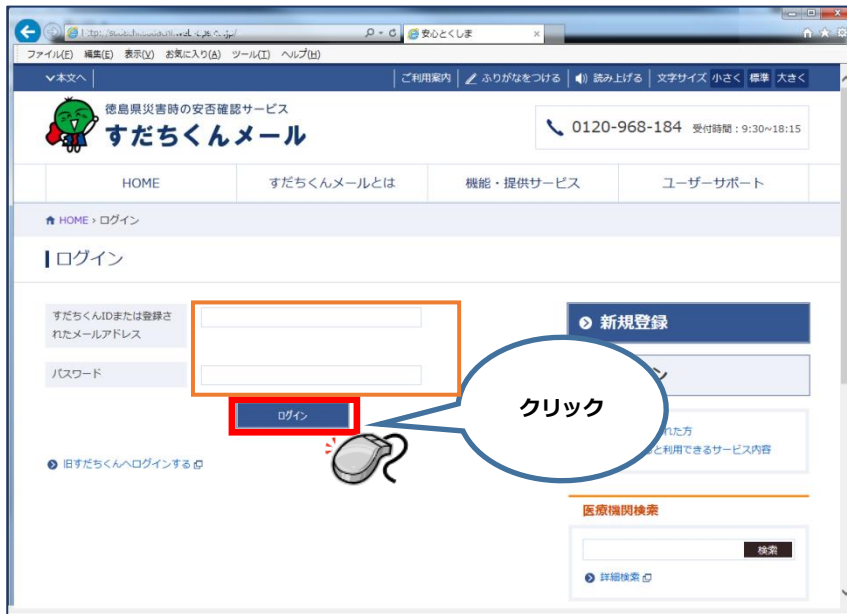 安心とくしま
ファイル(F) 編集(E) 表示(V) お気に入り(A) ツール(T) ヘルプ(H)
本文へ
ご利用案内
ふりがなをつける
読み上げる
文字サイズ 小さく 標準 大きく
徳島県災害時の安否確認サービス
すだちくんメール
0120-968-184 受付時間：9:30~18:15
HOME
すだちくんメールとは
機能・提供サービス
ユーザーサポート
HOME › ログイン
ログイン
すだちくんIDまたは登録さ
れたメールアドレス
パスワード
ログイン
旧すだちくんへログインする
新規登録
ン
クリック
れた方
と利用できるサービス内容
医療機関検索
検索
詳細検索